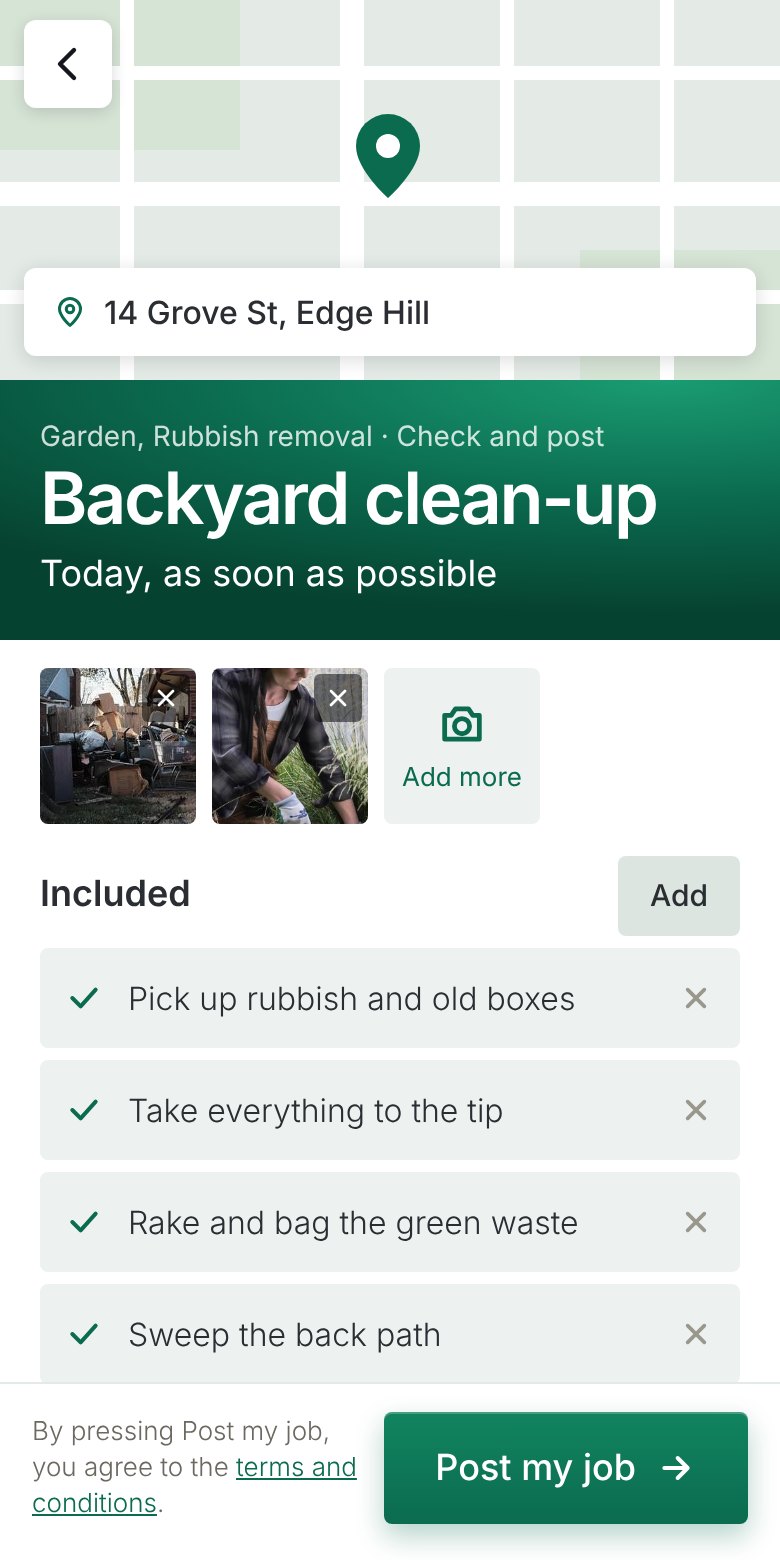 14 Grove St, Edge Hill
Garden, Rubbish removal · Check and post
Backyard clean-up
Today, as soon as possible
Add more
Included
Add
Pick up rubbish and old boxes
Take everything to the tip
Rake and bag the green waste
Sweep the back path
By pressing Post my job,
you agree to the terms and
conditions.
Post my job